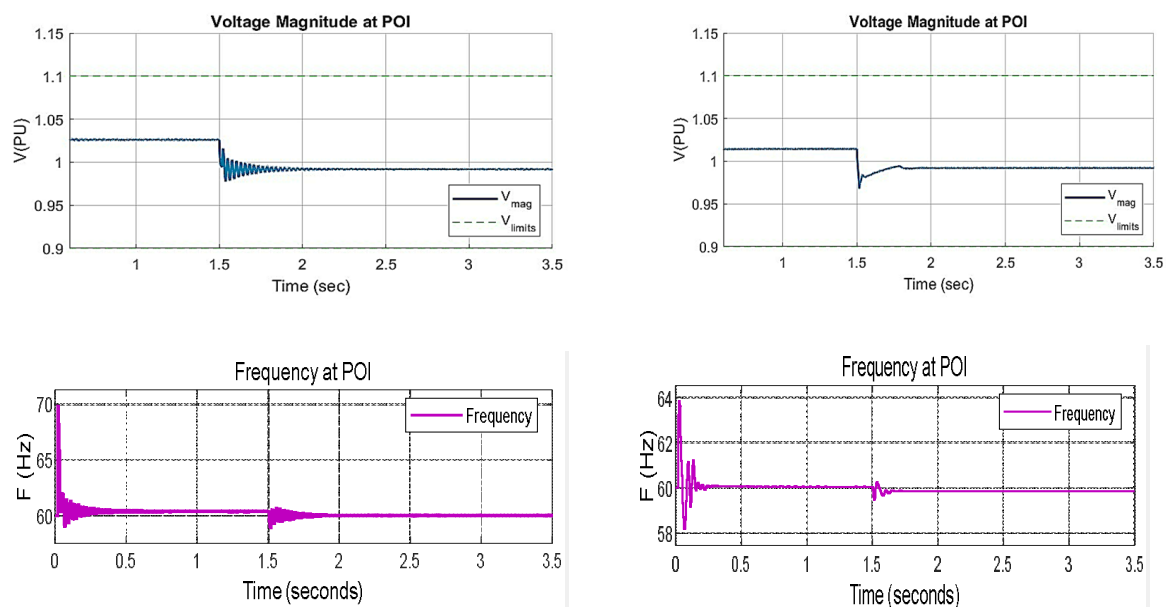 Voltage Magnitude at POI
1.15
1.1
1.05
1
0.95
0.9
V(PU)
V_mag
V_limits
1
1.5
2
2.5
3
3.5
Time (sec)
Voltage Magnitude at POI
1.15
1.1
1.05
1
0.95
0.9
V(PU)
V_mag
V_limits
1
1.5
2
2.5
3
3.5
Time (sec)
Frequency at POI
70
65
60
F (Hz)
Frequency
0
0.5
1
1.5
2
2.5
3
3.5
Time (seconds)
Frequency at POI
64
62
60
58
F (Hz)
Frequency
0
0.5
1
1.5
2
2.5
3
3.5
Time (seconds)